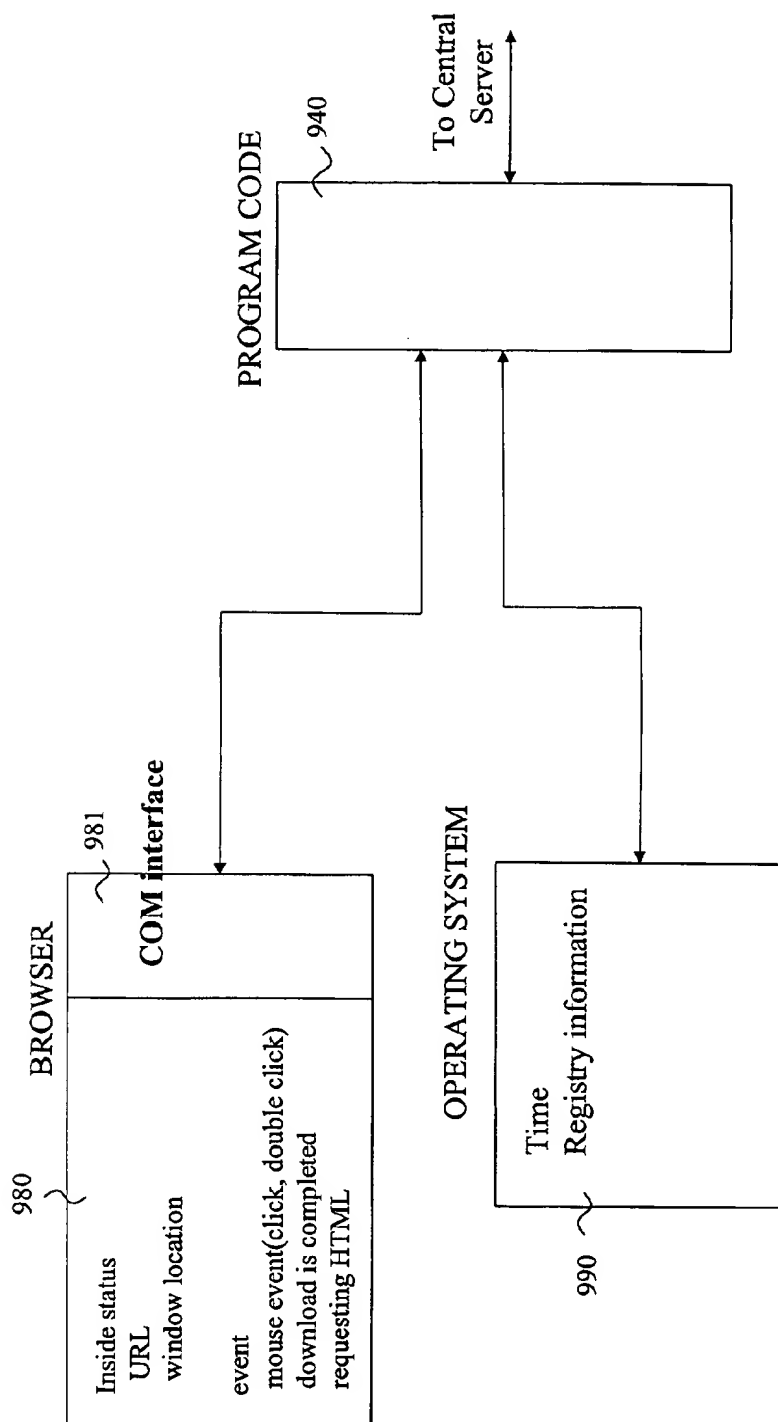 BROWSER
980
981
Inside status
URL
window location
event
mouse event(click, double click)
download is completed
requesting HTML
COM interface
OPERATING SYSTEM
990
Time
Registry information
PROGRAM CODE
940
To Central
Server